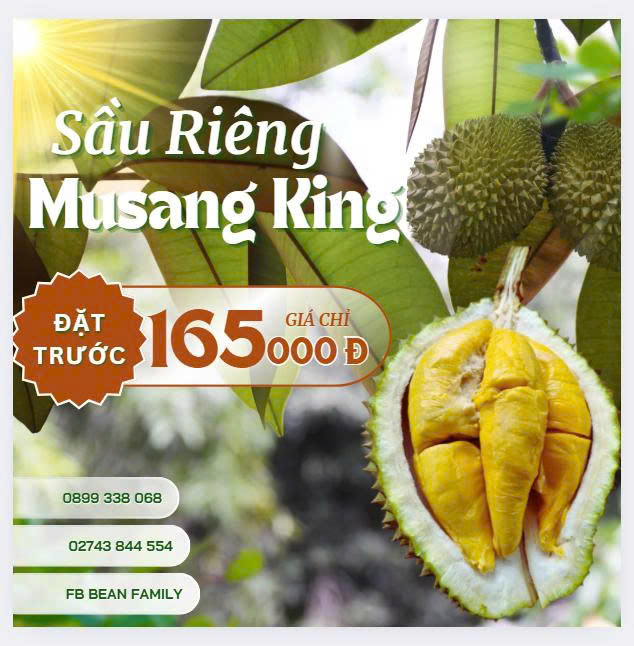 Sầu Riêng
Musang King
ĐẶT
TRƯỚC
GIÁ CHỈ
165000 Đ
0899 338 068
02743 844 554
FB BEAN FAMILY